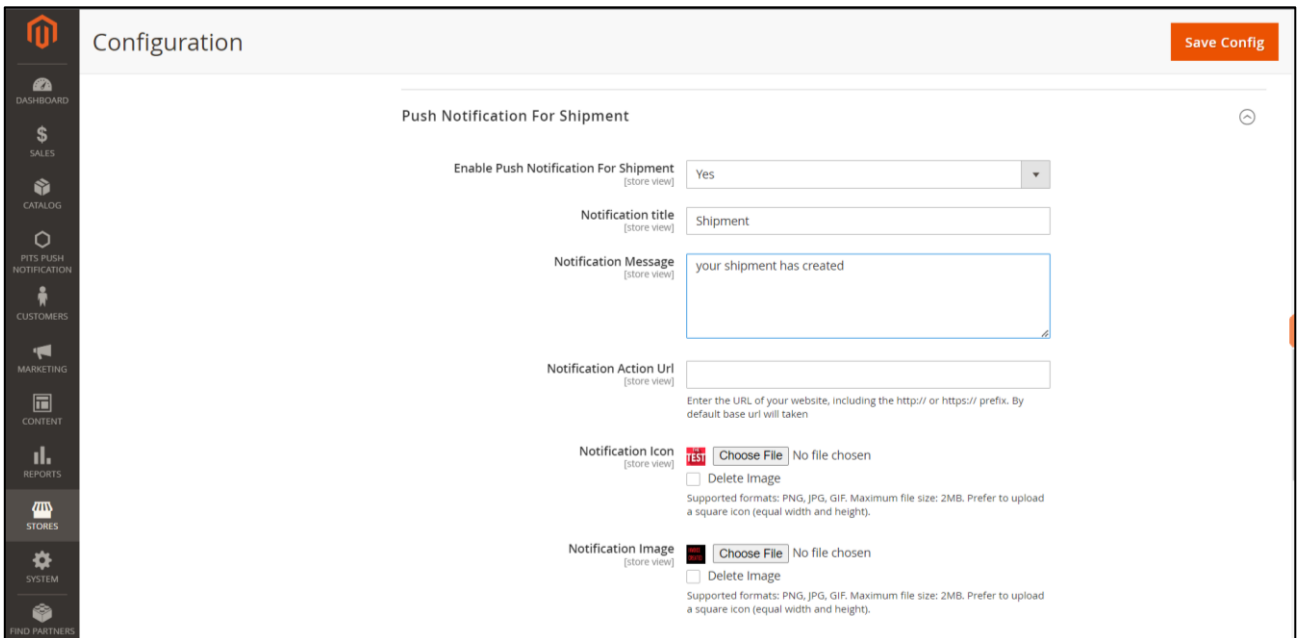 Configuration
Save Config
DASHBOARD
SALES
CATALOG
PITS PUSH
NOTIFICATION
CUSTOMERS
MARKETING
CONTENT
REPORTS
STORES
SYSTEM
FIND PARTNERS
Push Notification For Shipment
Enable Push Notification For Shipment
[store view]
Yes
Notification title
[store view]
Shipment
Notification Message
[store view]
your shipment has created
Notification Action Url
[store view]
Enter the URL of your website, including the http:// or https:// prefix. By
default base url will taken
Notification Icon
[store view]
TEST
Choose File No file chosen
Delete Image
Supported formats: PNG, JPG, GIF. Maximum file size: 2MB. Prefer to upload
a square icon (equal width and height).
Notification Image
[store view]
Choose File No file chosen
Delete Image
Supported formats: PNG, JPG, GIF. Maximum file size: 2MB. Prefer to upload
a square icon (equal width and height).